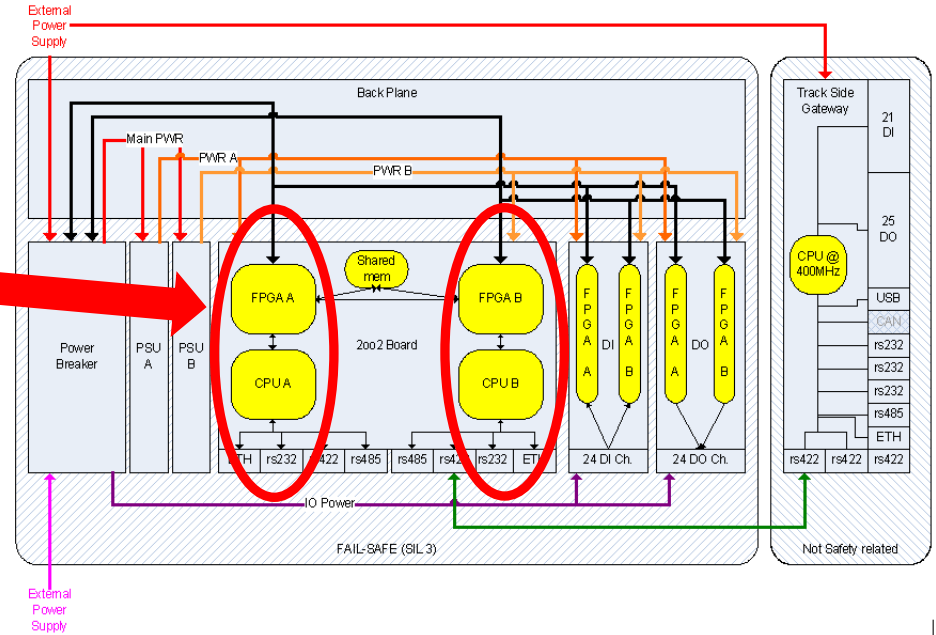 External
Power
Supply
Back Plane
Main PWR
PWR A
PWR B
Track Side
Gateway
21
DI
25
DO
CPU @
400MHz
USB
CAN
rs232
rs232
rs232
rs485
ETH
rs422
rs422
rs422
Not Safety related
Power
Breaker
PSU
A
PSU
B
FPGA A
CPU A
Shared
mem
2oo2 Board
FPGA B
CPU B
ETH
rs232
rs422
rs485
rs485
rs422
rs232
ETH
F
P
G
A
A
DI
F
P
G
A
B
24 DI Ch.
F
P
G
A
A
DO
F
P
G
A
B
24 DO Ch.
IO Power
FAIL-SAFE (SIL 3)
External
Power
Supply